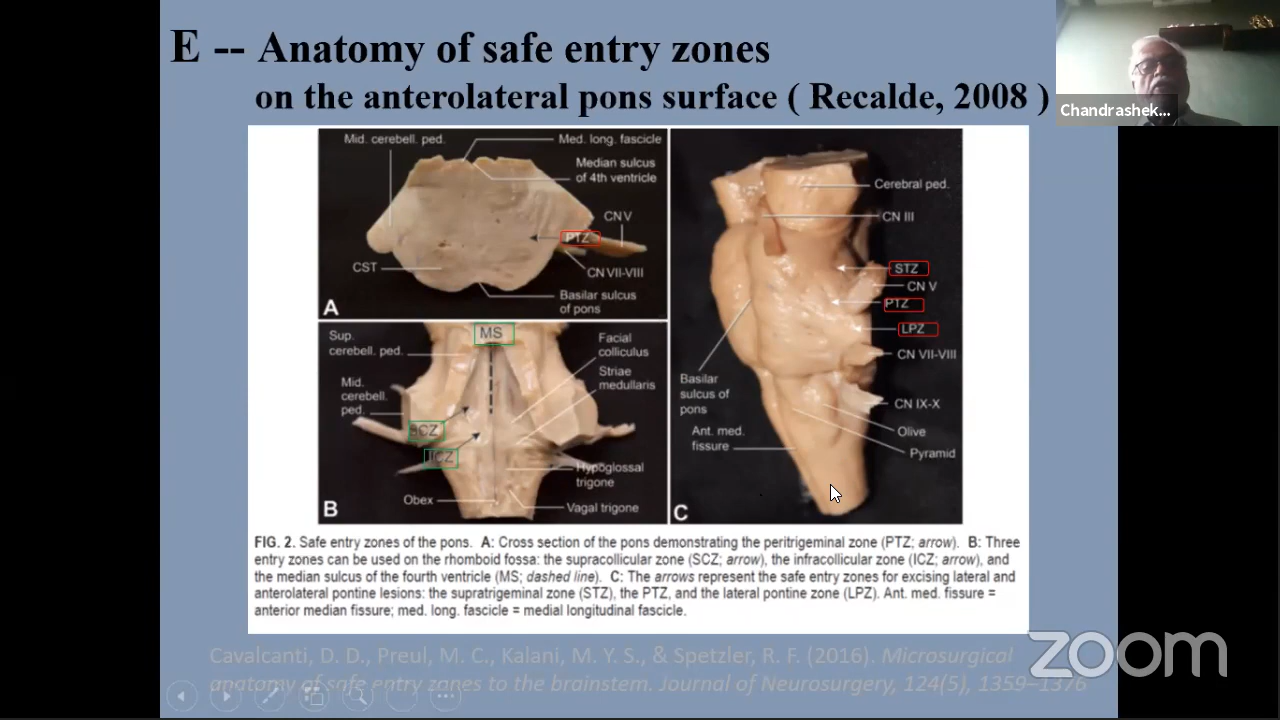 E -- Anatomy of safe entry zones
on the anterolateral pons surface ( Recalde, 2008 )
Chandrashek...
Mid. cerebell. ped.
Med. long. fascicle
Median sulcus
of 4th ventricle
CN V
PTZ
CST
CN VII-VIII
Basilar sulcus
of pons
A
MS
Sup.
cerebell. ped.
Facial
colliculus
Striae
medullaris
Mid.
cerebell.
ped.
SCZ
ICZ
Hypoglossal
trigone
Obex
Vagal trigone
B
Cerebral ped.
CN III
STZ
CN V
PTZ
LPZ
CN VII-VIII
Basilar
sulcus of
pons
CN IX-X
Ant. med.
fissure
Olive
Pyramid
C
FIG. 2. Safe entry zones of the pons. A: Cross section of the pons demonstrating the peritrigeminal zone (PTZ; arrow). B: Three
entry zones can be used on the rhomboid fossa: the supracollicular zone (SCZ; arrow), the infracollicular zone (ICZ; arrow), and
the median sulcus of the fourth ventricle (MS; dashed line). C: The arrows represent the safe entry zones for excising lateral and
anterolateral pontine lesions: the supratrigeminal zone (STZ), the PTZ, and the lateral pontine zone (LPZ). Ant. med. fissure =
anterior median fissure; med. long. fascicle = medial longitudinal fascicle.
Cavalcanti, D. D., Preul, M. C., Kalani, M. Y. S., & Spetzler, R. F. (2016). Microsurgical
anatomy of safe entry zones to the brainstem. Journal of Neurosurgery, 124(5), 1359–1376
zoom